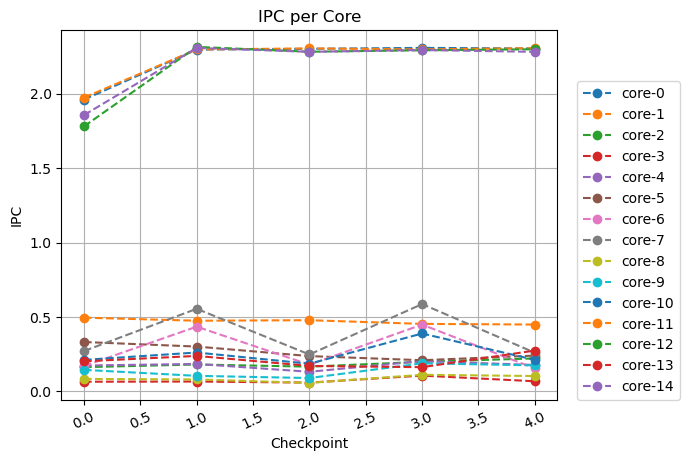 IPC per Core
IPC
2.0
1.5
1.0
0.5
0.0
0.0 0.5 1.0 1.5 2.0 2.5 3.0 3.5 4.0
Checkpoint
core-0
core-1
core-2
core-3
core-4
core-5
core-6
core-7
core-8
core-9
core-10
core-11
core-12
core-13
core-14